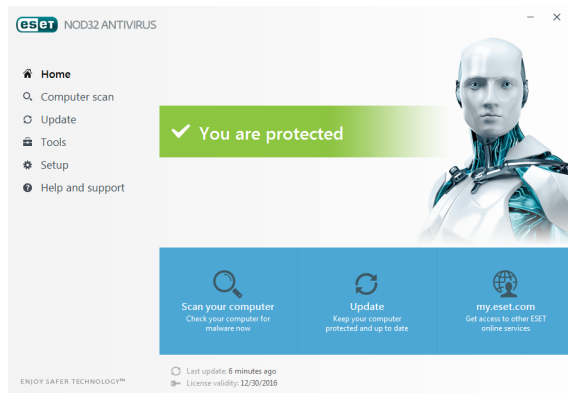 eset NOD32 ANTIVIRUS
Home
Computer scan
Update
Tools
Setup
Help and support
You are protected
Scan your computer
Check your computer for
malware now
Update
Keep your computer
protected and up to date
my.eset.com
Get access to other ESET
online services
Last update: 6 minutes ago
License validity: 12/30/2016
ENJOY SAFER TECHNOLOGY™